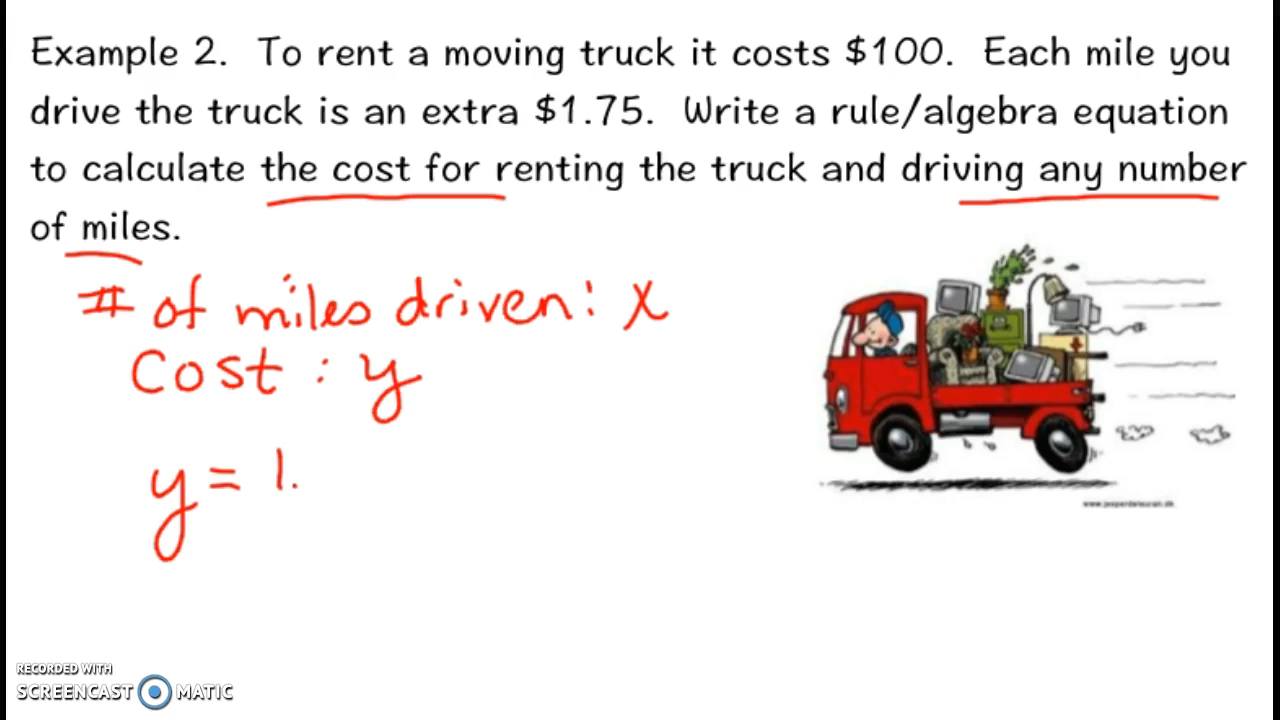 Example 2. To rent a moving truck it costs $100. Each mile you
drive the truck is an extra $1.75. Write a rule/algebra equation
to calculate the cost for renting the truck and driving any number
of miles.
# of miles driven: x
Cost : y
y = 1.
RECORDED WITH
SCREENCAST MATIC